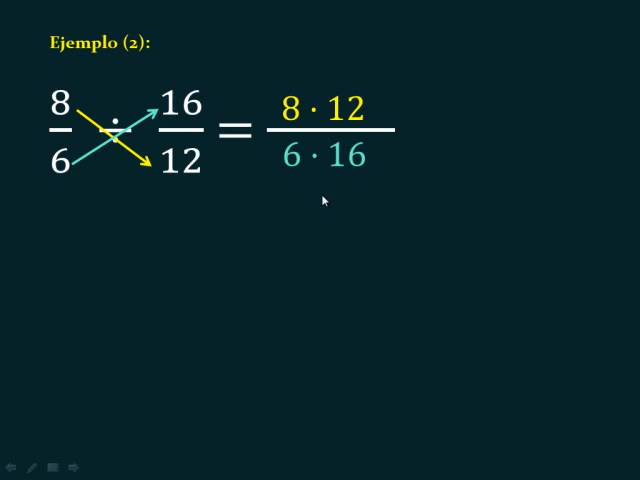 Ejemplo (2):
8/6 ÷ 16/12 = 8 · 12/6 · 16